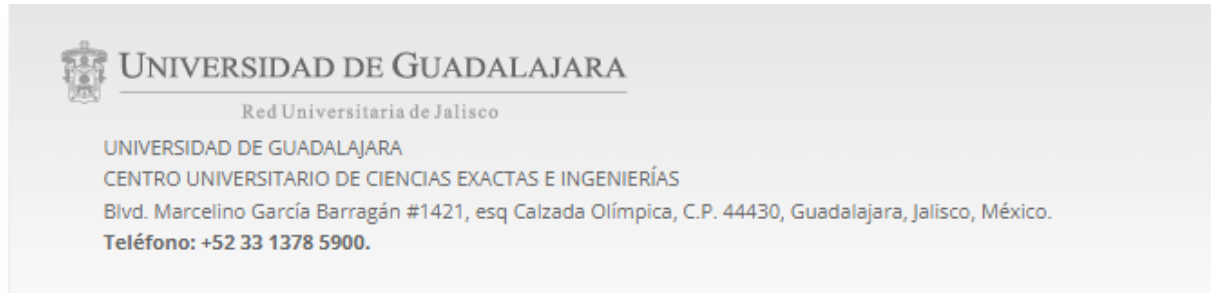 UNIVERSIDAD DE GUADALAJARA
Red Universitaria de Jalisco
UNIVERSIDAD DE GUADALAJARA
CENTRO UNIVERSITARIO DE CIENCIAS EXACTAS E INGENIERÍAS
Blvd. Marcelino García Barragán #1421, esq Calzada Olímpica, C.P. 44430, Guadalajara, Jalisco, México.
Teléfono: +52 33 1378 5900.